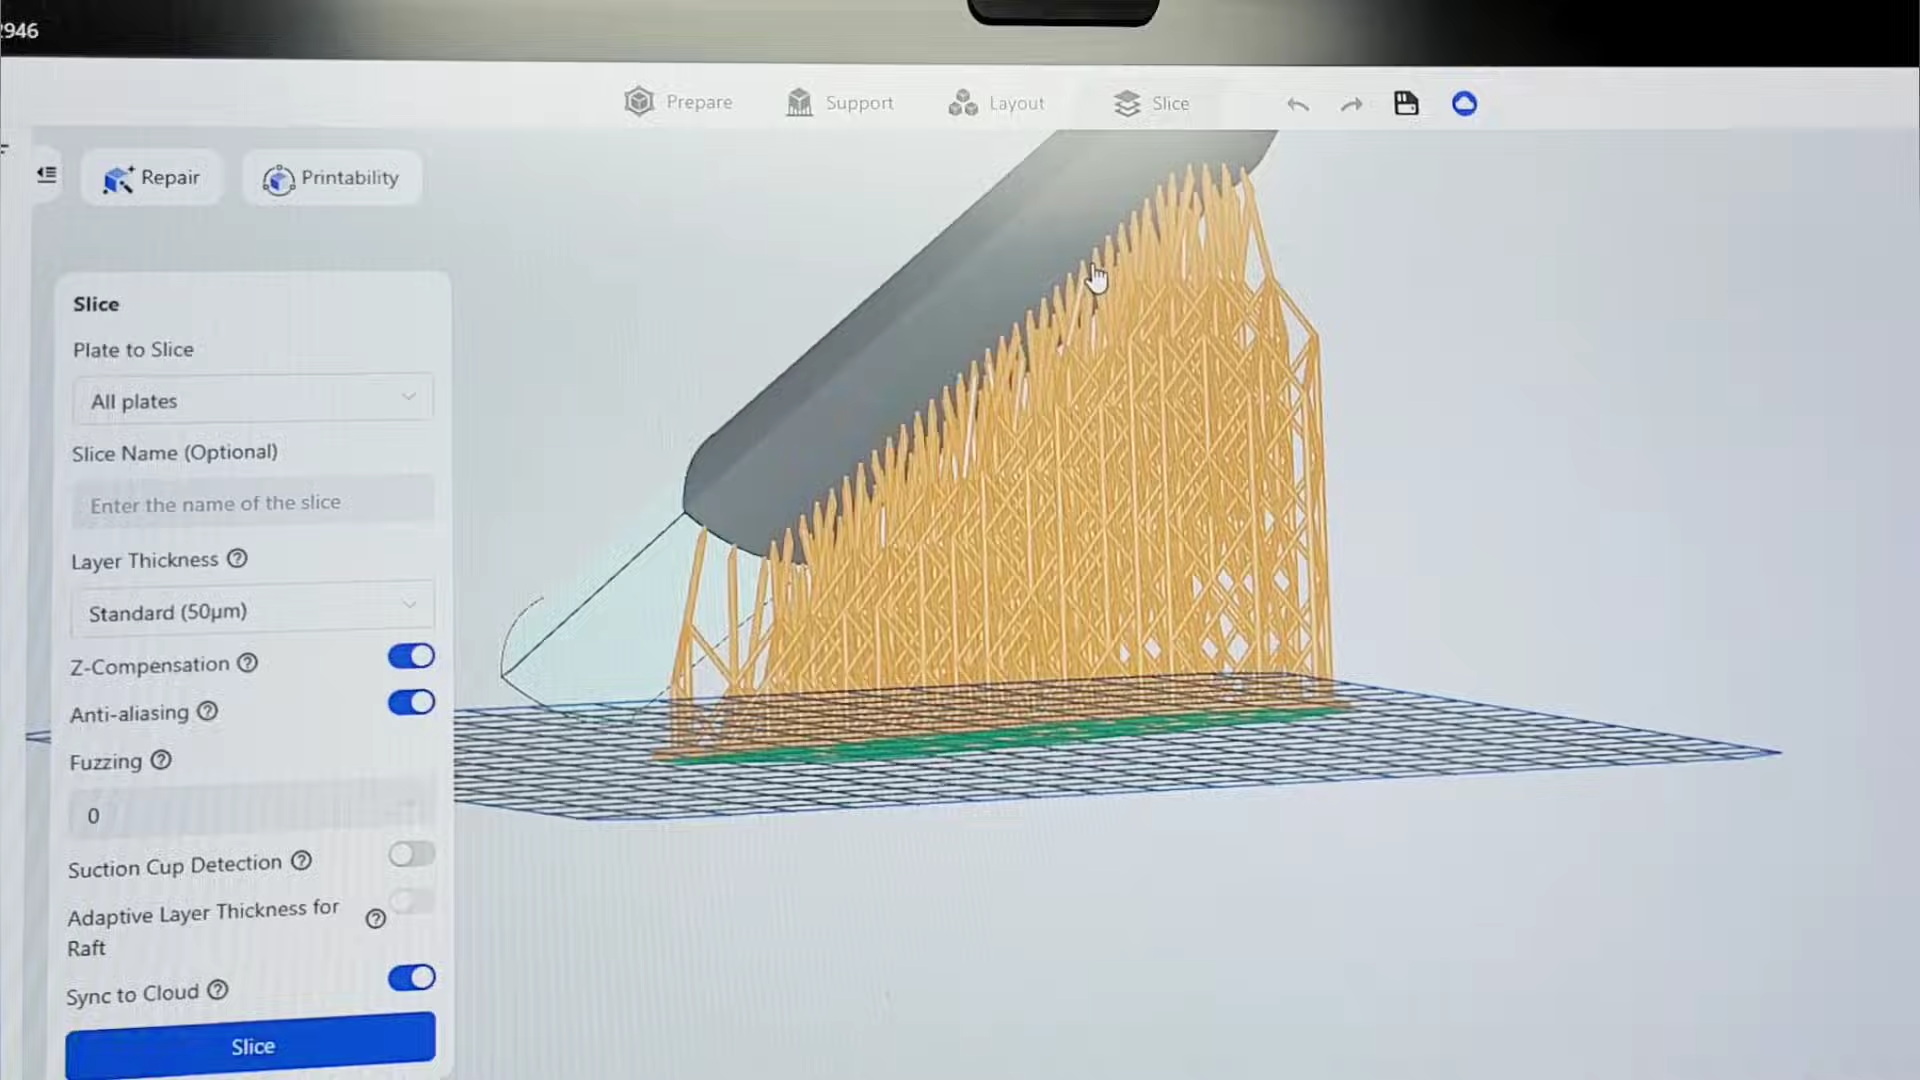 2946
Prepare
Support
Layout
Slice
Repair
Printability
Slice
Plate to Slice
All plates
Slice Name (Optional)
Enter the name of the slice
Layer Thickness
Standard (50μm)
Z-Compensation
Anti-aliasing
Fuzzing
0
Suction Cup Detection
Adaptive Layer Thickness for
Raft
Sync to Cloud
Slice